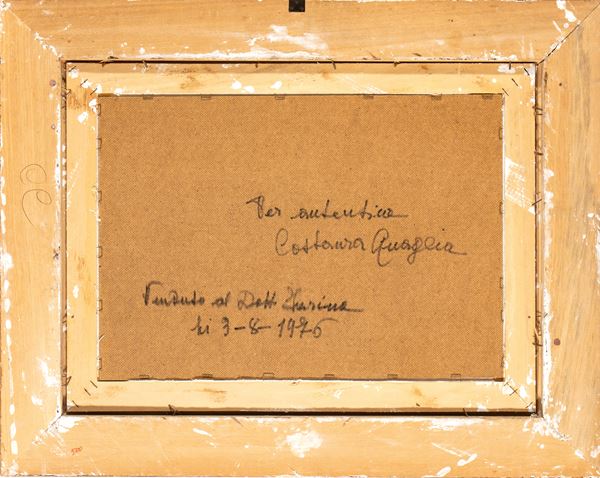 Per autentica
Costanza Quaglia
Venduto al Dott.
li 3-8-1976